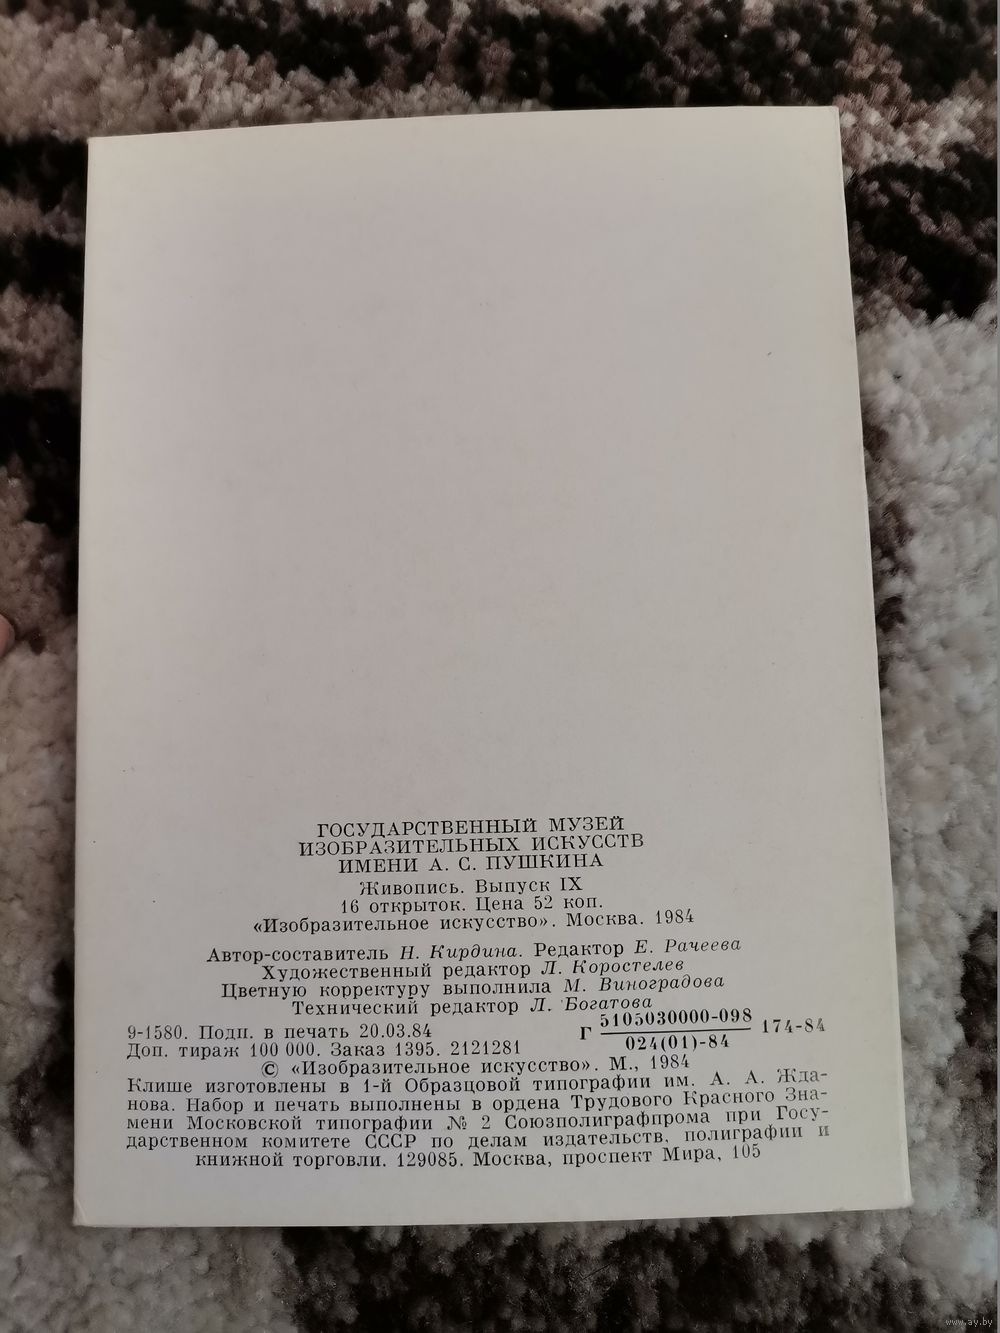 ГОСУДАРСТВЕННЫЙ МУЗЕЙ
ИЗОБРАЗИТЕЛЬНЫХ ИСКУССТВ
ИМЕНИ А. С. ПУШКИНА
Живопись. Выпуск IX
16 открыток. Цена 52 коп.
«Изобразительное искусство». Москва. 1984
Автор-составитель Н. Кирдина. Редактор Е. Рачеева
Художественный редактор Л. Коростелев
Цветную корректуру выполнила М. Виноградова
Технический редактор Л. Богатова
9-1580. Подп. в печать 20.03.84
Доп. тираж 100 000. Заказ 1395. 2121281
Г 5105030000-098 174-84
024(01)-84
© «Изобразительное искусство». М., 1984
Клише изготовлены в 1-й Образцовой типографии им. А. А. Жда-
нова. Набор и печать выполнены в ордена Трудового Красного Зна-
мени Московской типографии № 2 Союзполиграфпрома при Госу-
дарственном комитете СССР по делам издательств, полиграфии и
книжной торговли. 129085. Москва, проспект Мира, 105
www.ay.by